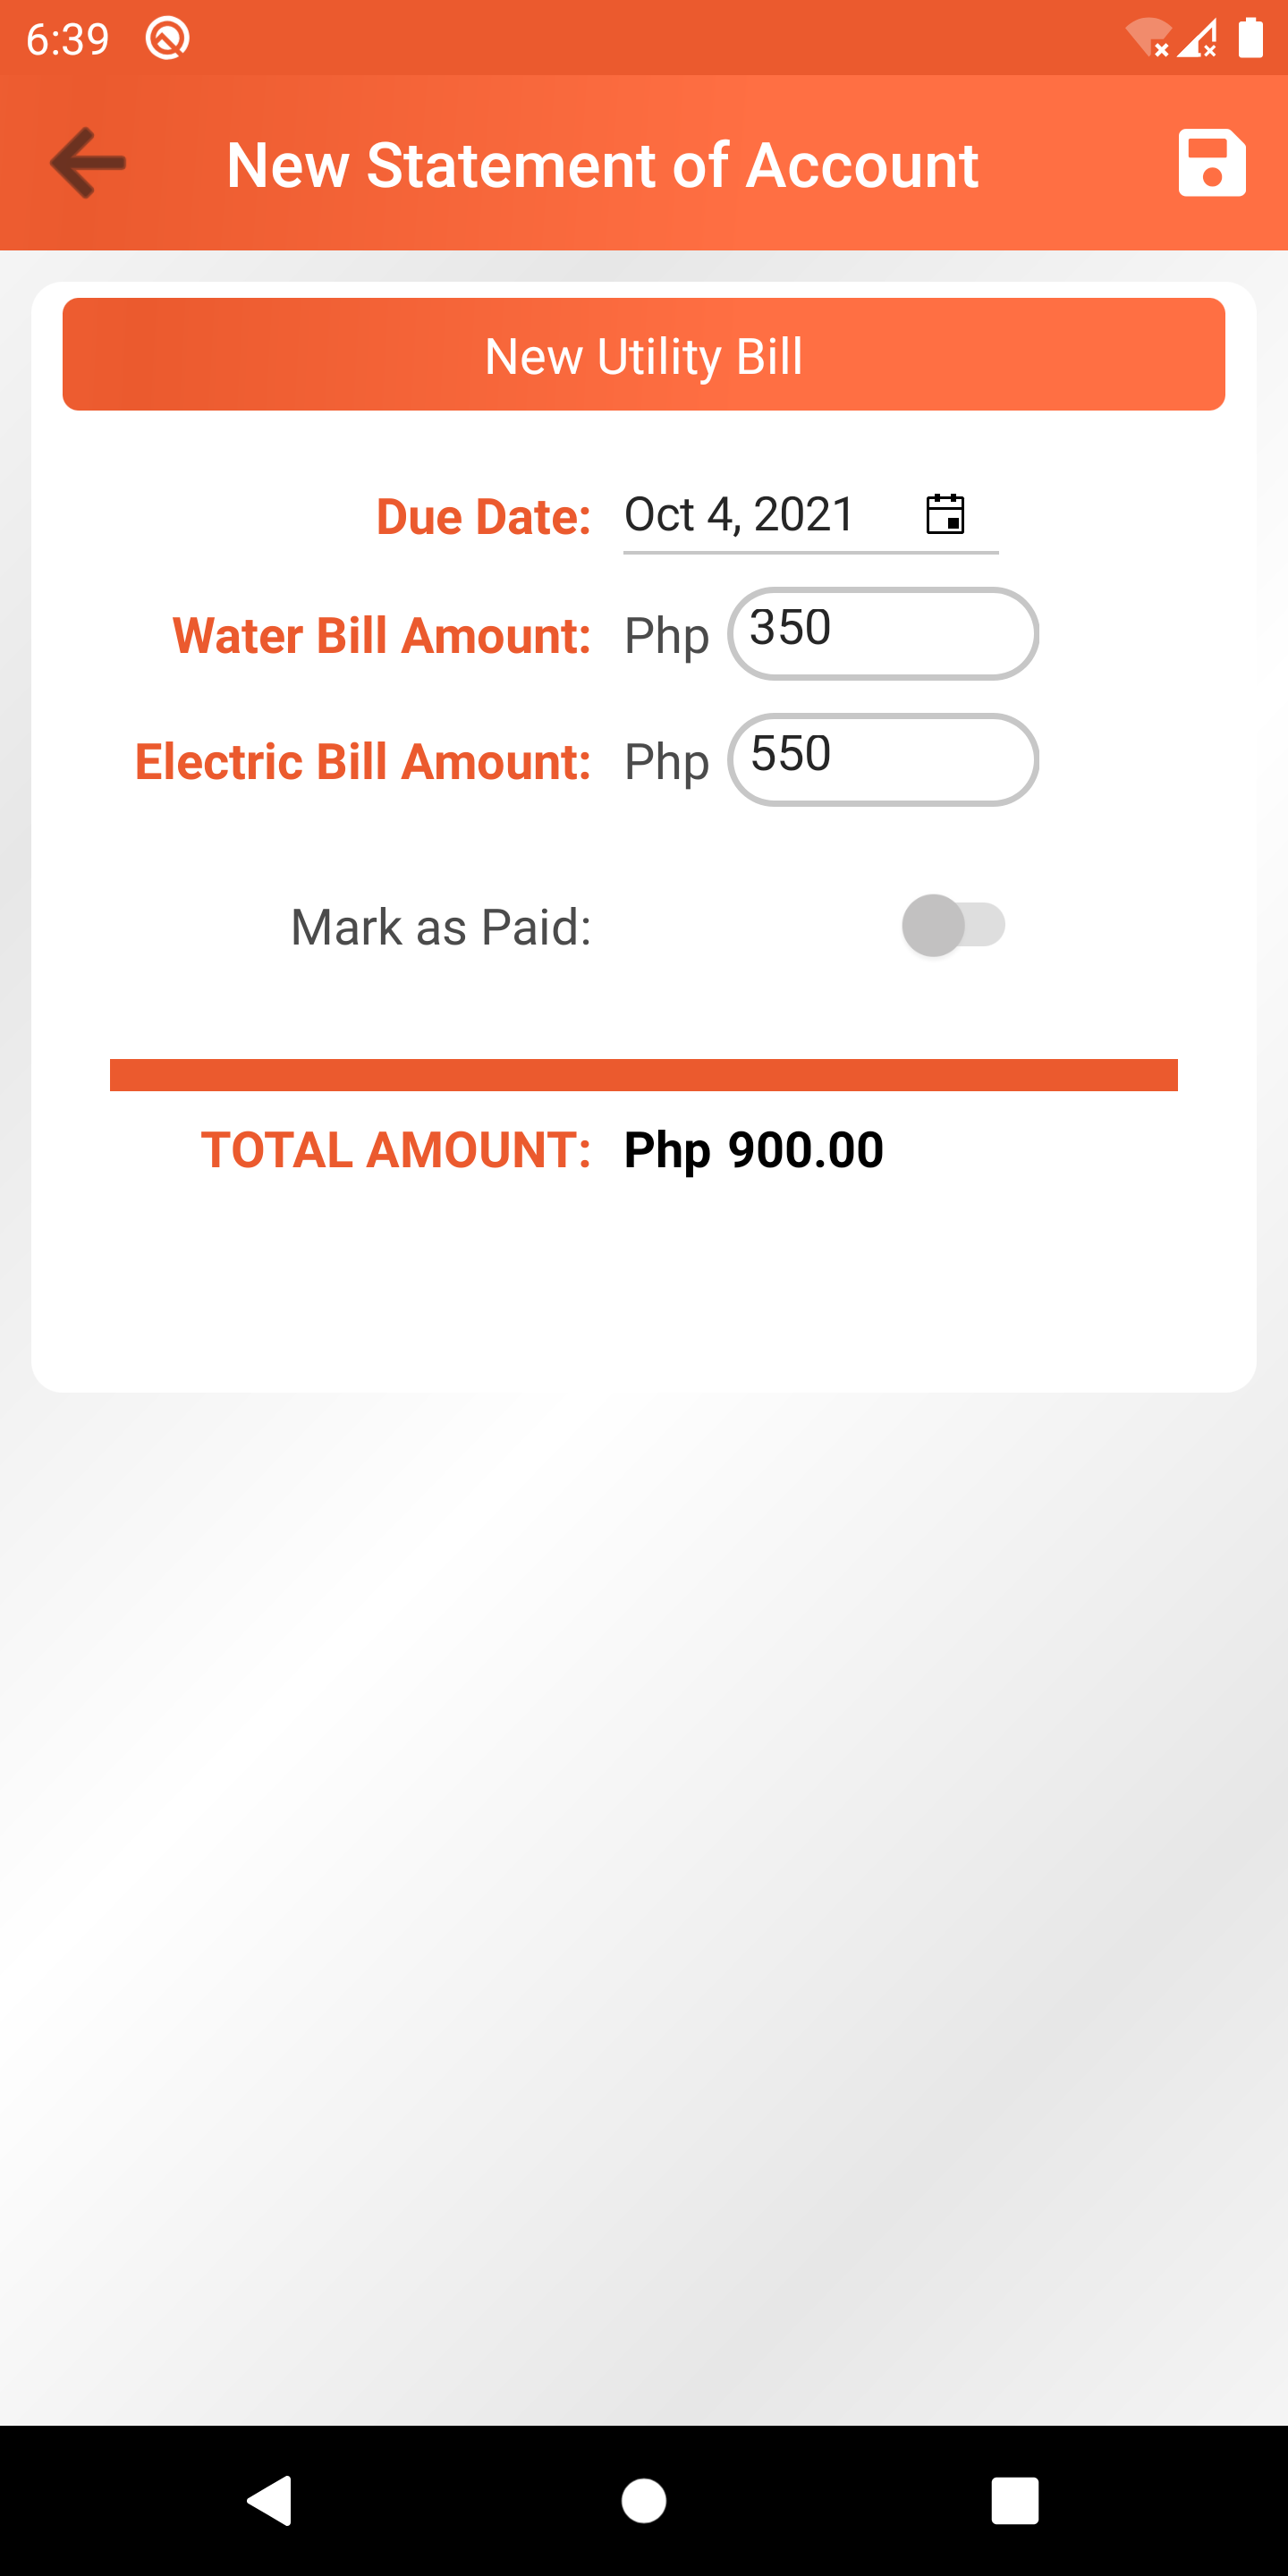 6:39
New Statement of Account
New Utility Bill
Due Date: Oct 4, 2021
Water Bill Amount: Php 350
Electric Bill Amount: Php 550
Mark as Paid:
TOTAL AMOUNT: Php 900.00